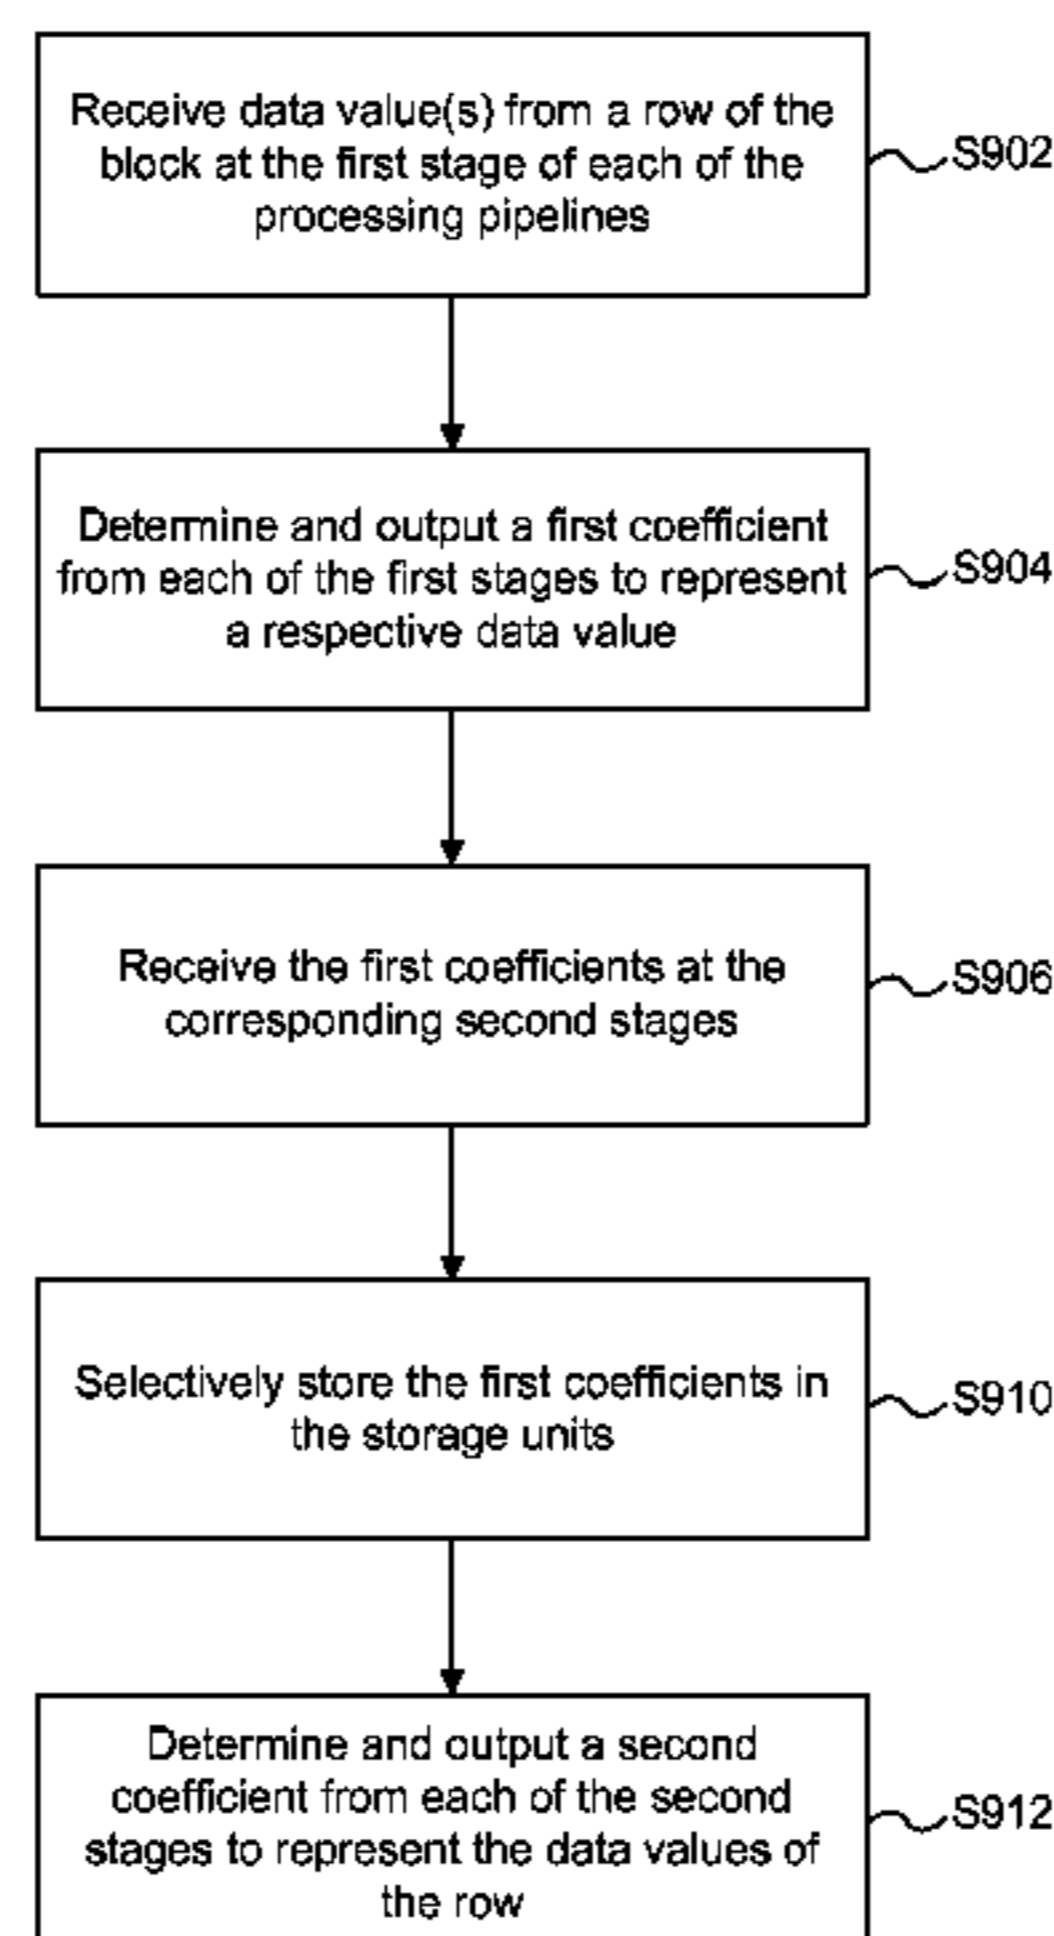 Receive data value(s) from a row of the
block at the first stage of each of the
processing pipelines
S902
Determine and output a first coefficient
from each of the first stages to represent
a respective data value
S904
Receive the first coefficients at the
corresponding second stages
S906
Selectively store the first coefficients in
the storage units
S910
Determine and output a second
coefficient from each of the second
stages to represent the data values of
the row
S912